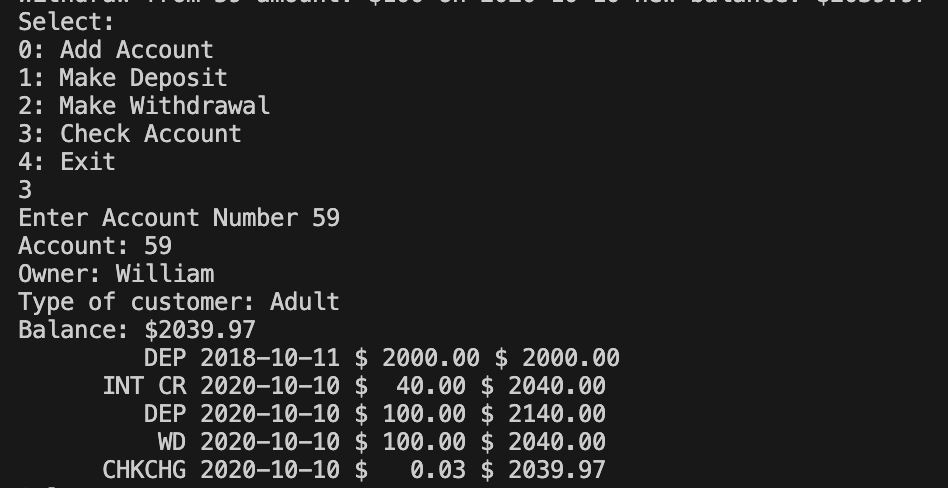 Select:
0: Add Account
1: Make Deposit
2: Make Withdrawal
3: Check Account
4: Exit
3
Enter Account Number 59
Account: 59
Owner: William
Type of customer: Adult
Balance: $2039.97
DEP 2018-10-11 $ 2000.00 $ 2000.00
INT CR 2020-10-10 $ 40.00 $ 2040.00
DEP 2020-10-10 $ 100.00 $ 2140.00
WD 2020-10-10 $ 100.00 $ 2040.00
CHKCHG 2020-10-10 $ 0.03 $ 2039.97